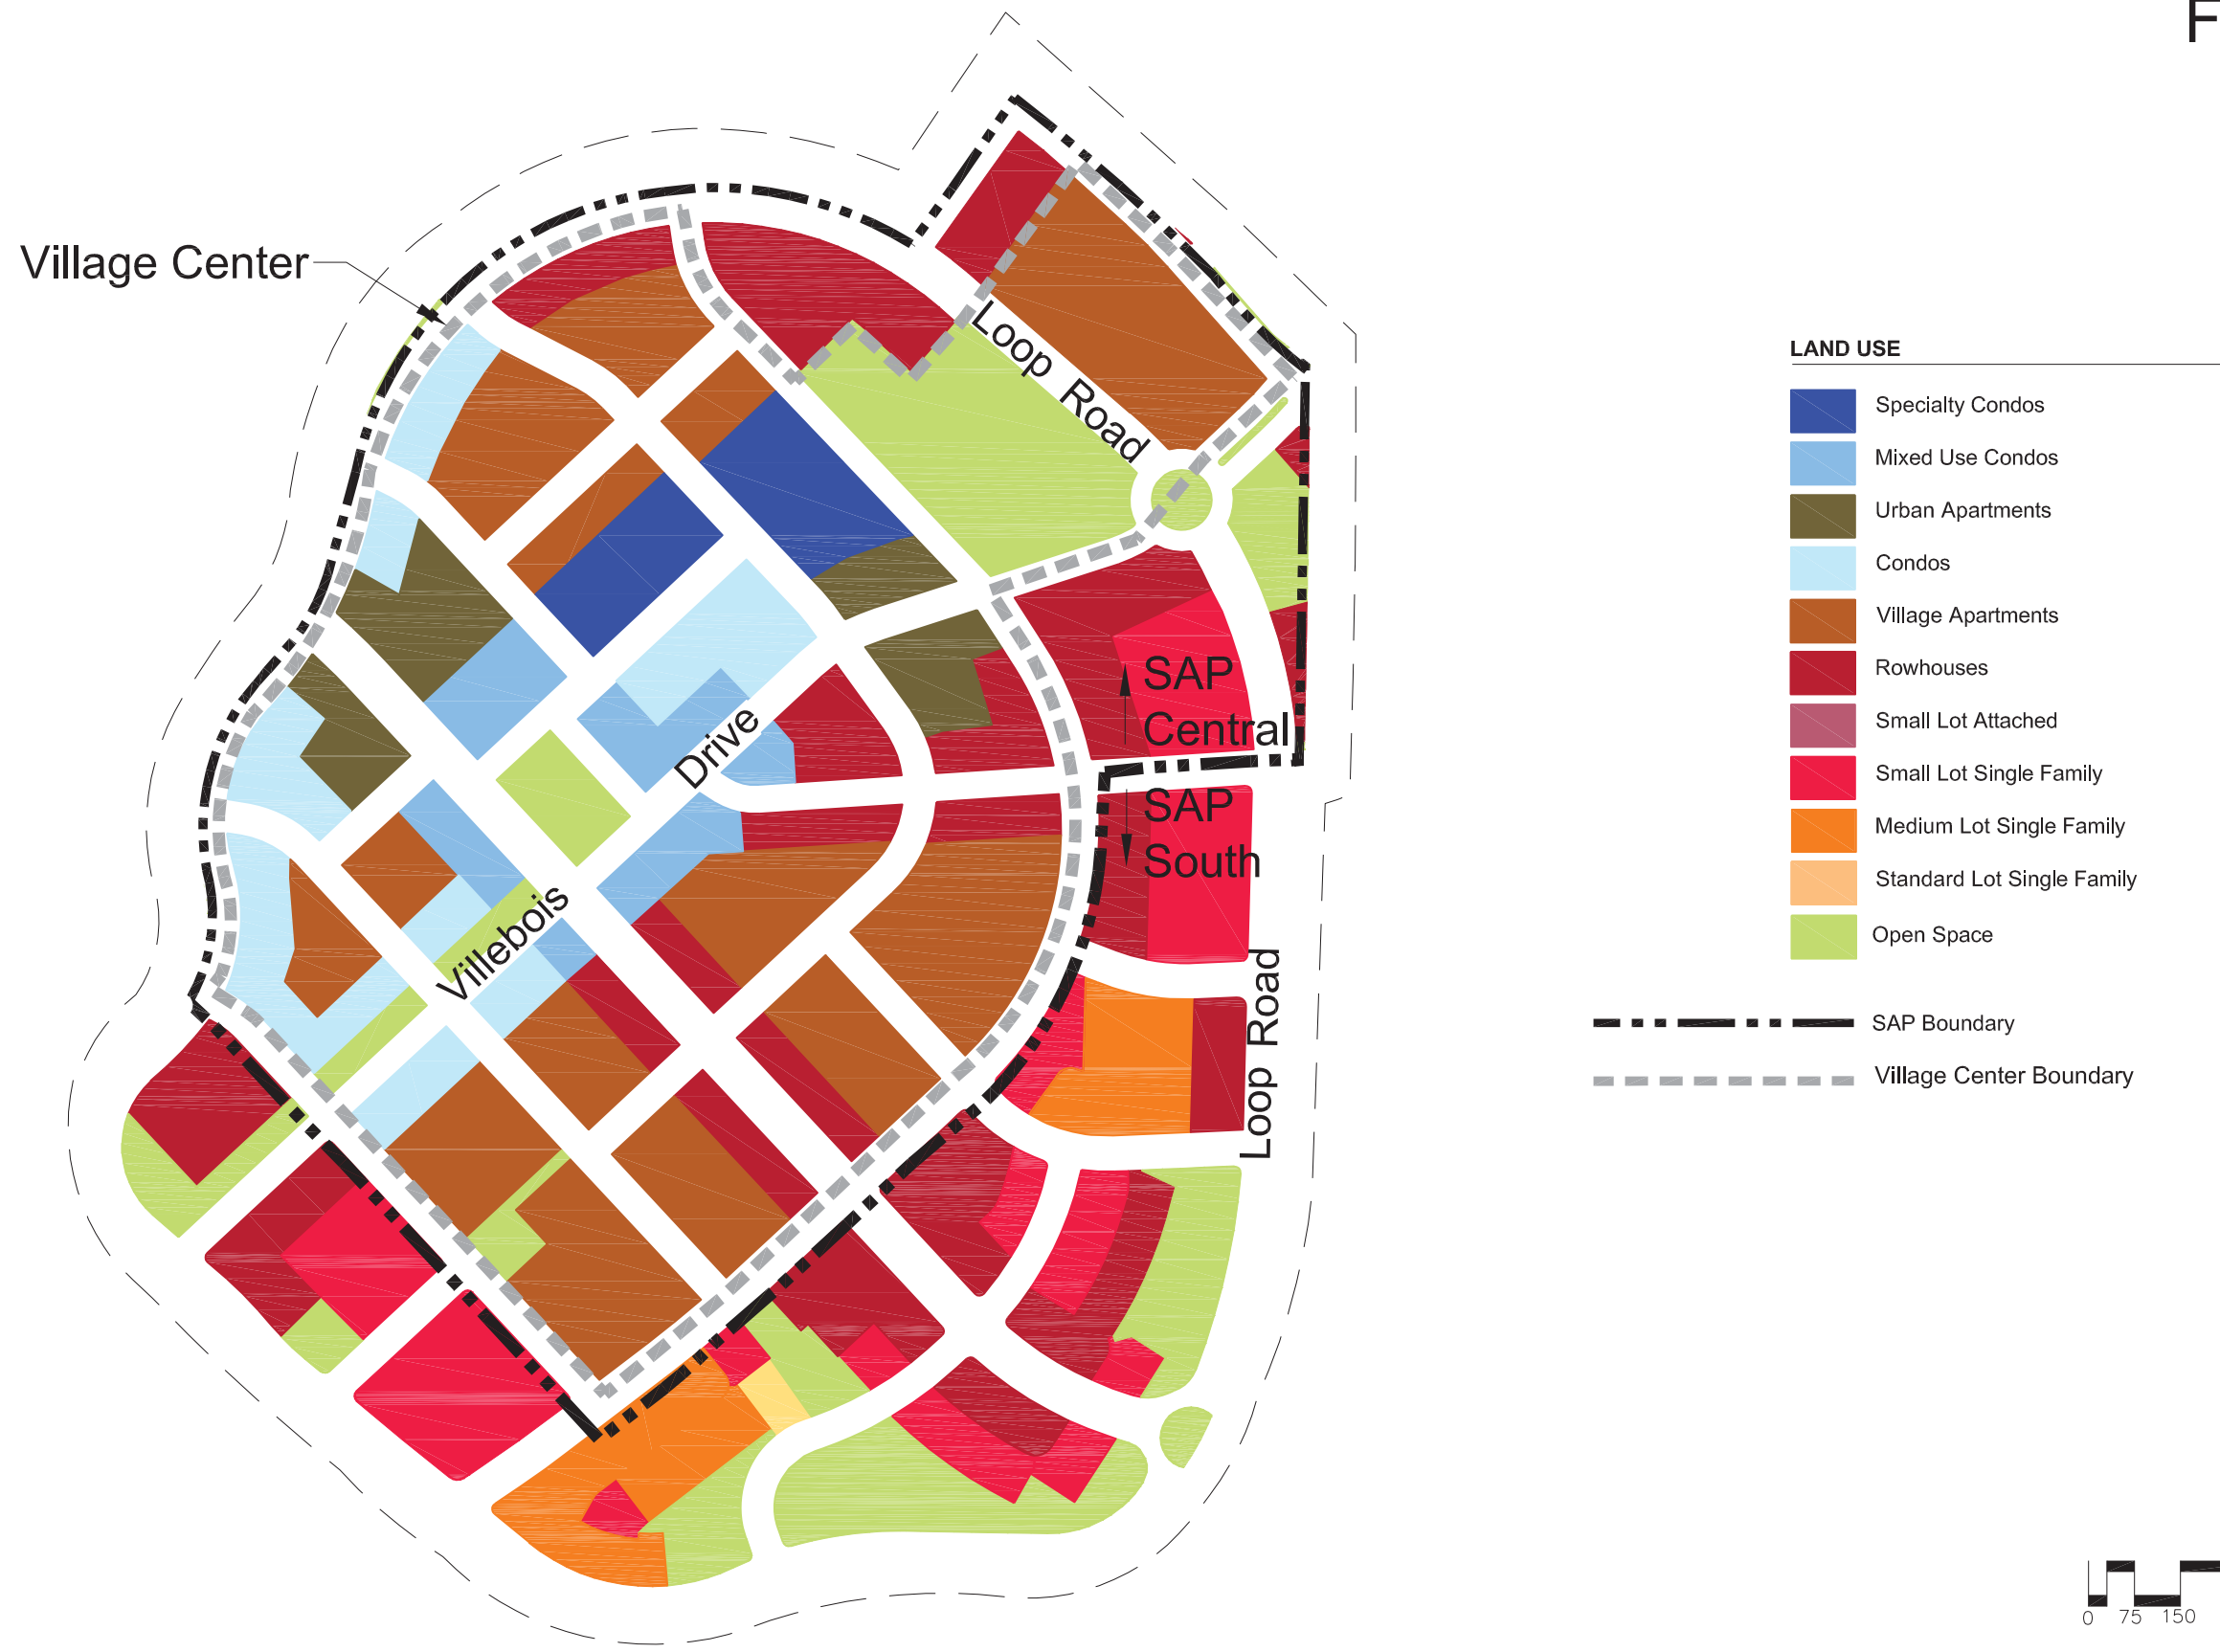 F
Village Center
Loop Road
LAND USE
Specialty Condos
Mixed Use Condos
Urban Apartments
Condos
Village Apartments
Rowhouses
Small Lot Attached
Small Lot Single Family
Medium Lot Single Family
Standard Lot Single Family
Open Space
SAP Boundary
Village Center Boundary
SAP
Central
SAP
South
Villebois Drive
Loop Road
0 75 150